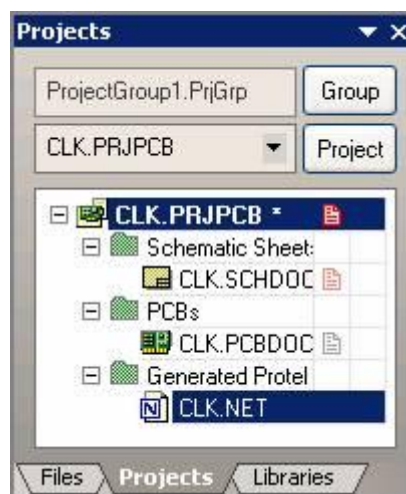 Projects
ProjectGroup1.PrjGrp Group
CLK.PRJPCB Project
CLK.PRJPCB *
Schematic Sheets
CLK.SCHDOC
PCBs
CLK.PCBDOC
Generated Protel
CLK.NET
Files Projects Libraries